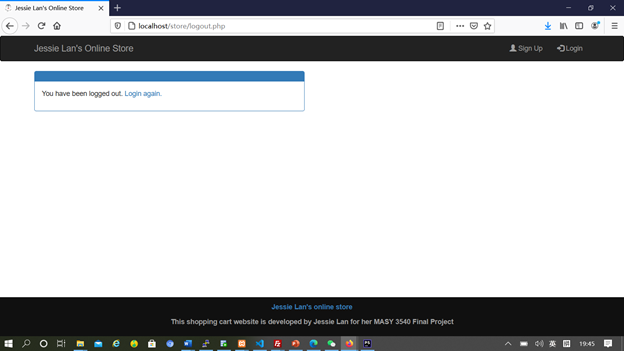 Jessie Lan's Online Store
localhost/store/logout.php
Jessie Lan's Online Store
Sign Up
Login
You have been logged out. Login again.
Jessie Lan's online store
This shopping cart website is developed by Jessie Lan for her MASY 3540 Final Project
英
19:45